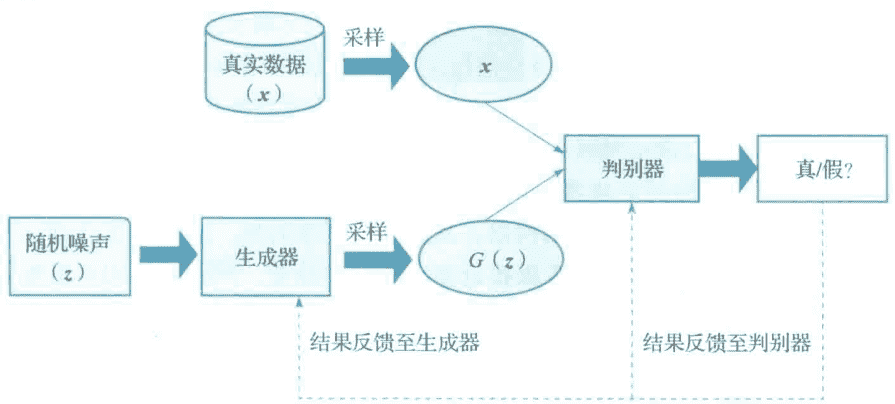 采样
真实数据
（x）
x
判别器
真/假?
随机噪声
（z）
生成器
采样
G（z）
结果反馈至生成器
结果反馈至判别器